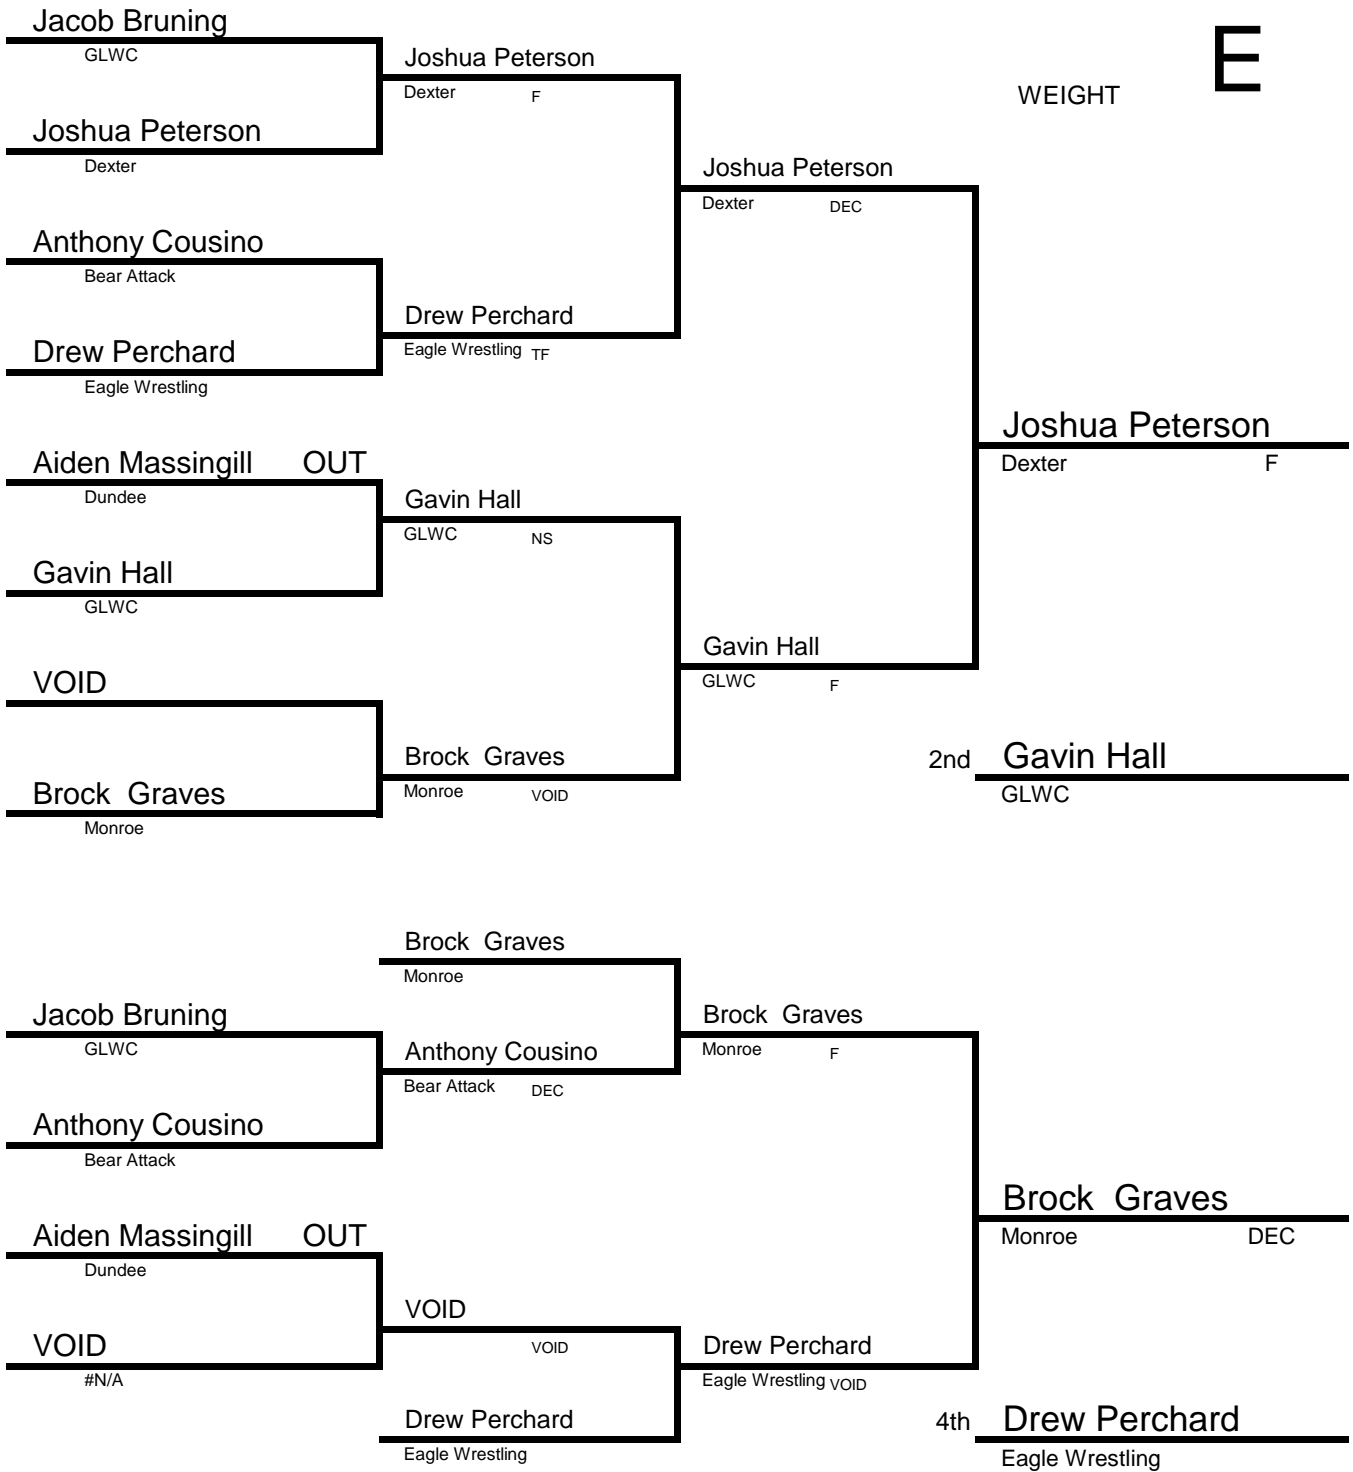 Jacob Bruning
GLWC
Joshua Peterson
Dexter F
E
WEIGHT
Joshua Peterson
Dexter
Joshua Peterson
Dexter DEC
Anthony Cousino
Bear Attack
Drew Perchard
Eagle Wrestling TF
Drew Perchard
Eagle Wrestling
Joshua Peterson
Dexter F
Aiden Massingill OUT
Dundee
Gavin Hall
GLWC NS
Gavin Hall
GLWC
Gavin Hall
GLWC F
VOID
Brock  Graves
Monroe VOID
2nd Gavin Hall
GLWC
Brock  Graves
Monroe
Brock  Graves
Monroe
Jacob Bruning
GLWC
Brock  Graves
Monroe F
Anthony Cousino
Bear Attack DEC
Anthony Cousino
Bear Attack
Brock  Graves
Monroe DEC
Aiden Massingill OUT
Dundee
VOID
VOID
VOID
#N/A
Drew Perchard
Eagle Wrestling VOID
Drew Perchard
Eagle Wrestling
4th Drew Perchard
Eagle Wrestling